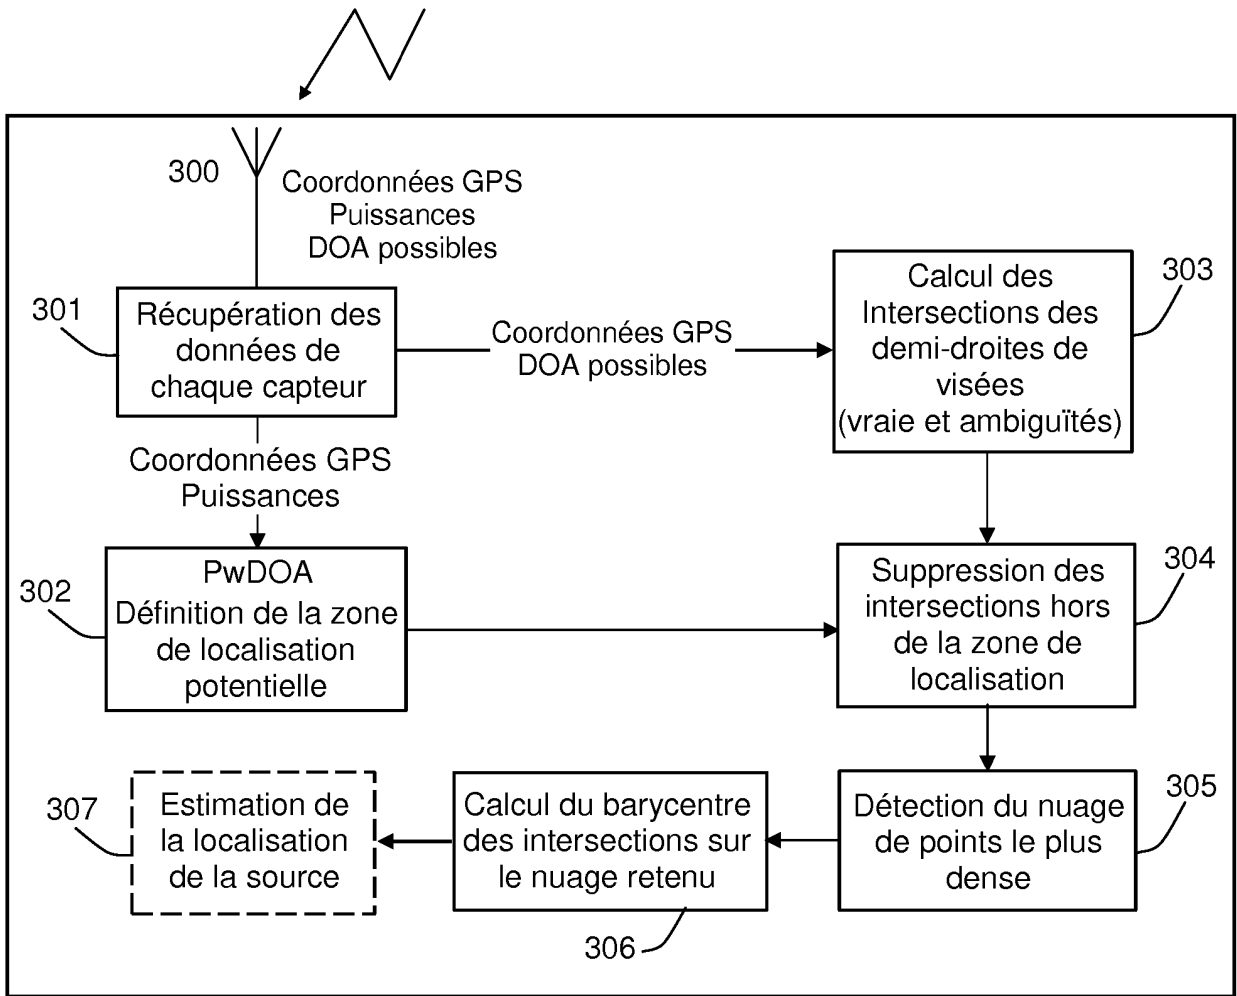 300
Coordonnées GPS
Puissances
DOA possibles
301
Récupération des
données de
chaque capteur
Coordonnées GPS
DOA possibles
303
Calcul des
Intersections des
demi-droites de
visées
(vraie et ambiguïtés)
Coordonnées GPS
Puissances
302
PwDOA
Définition de la zone
de localisation
potentielle
304
Suppression des
intersections hors
de la zone de
localisation
305
Détection du nuage
de points le plus
dense
Calcul du barycentre
des intersections sur
le nuage retenu
306
307
Estimation de
la localisation
de la source